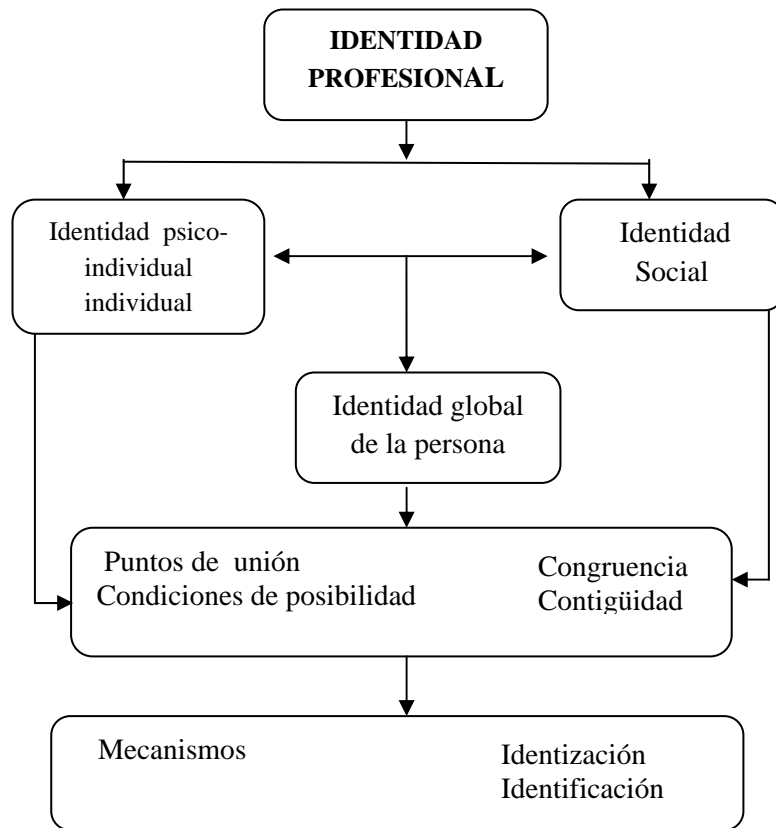 IDENTIDAD
PROFESIONAL
Identidad psico-
individual
individual
Identidad
Social
Identidad global
de la persona
Puntos de unión
Condiciones de posibilidad
Congruencia
Contigüidad
Mecanismos
Identización
Identificación